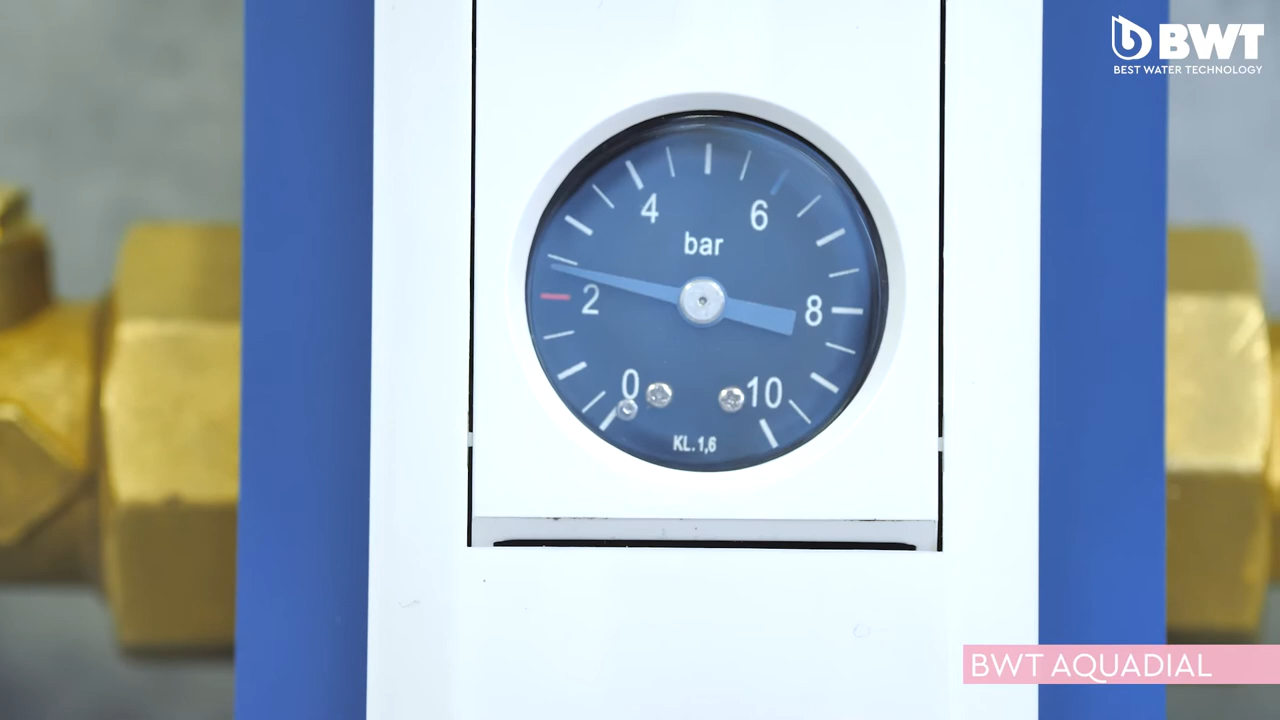 BWT
BEST WATER TECHNOLOGY
4 6
bar
2 8
0 10
KL. 1,6
BWT AQUADIAL